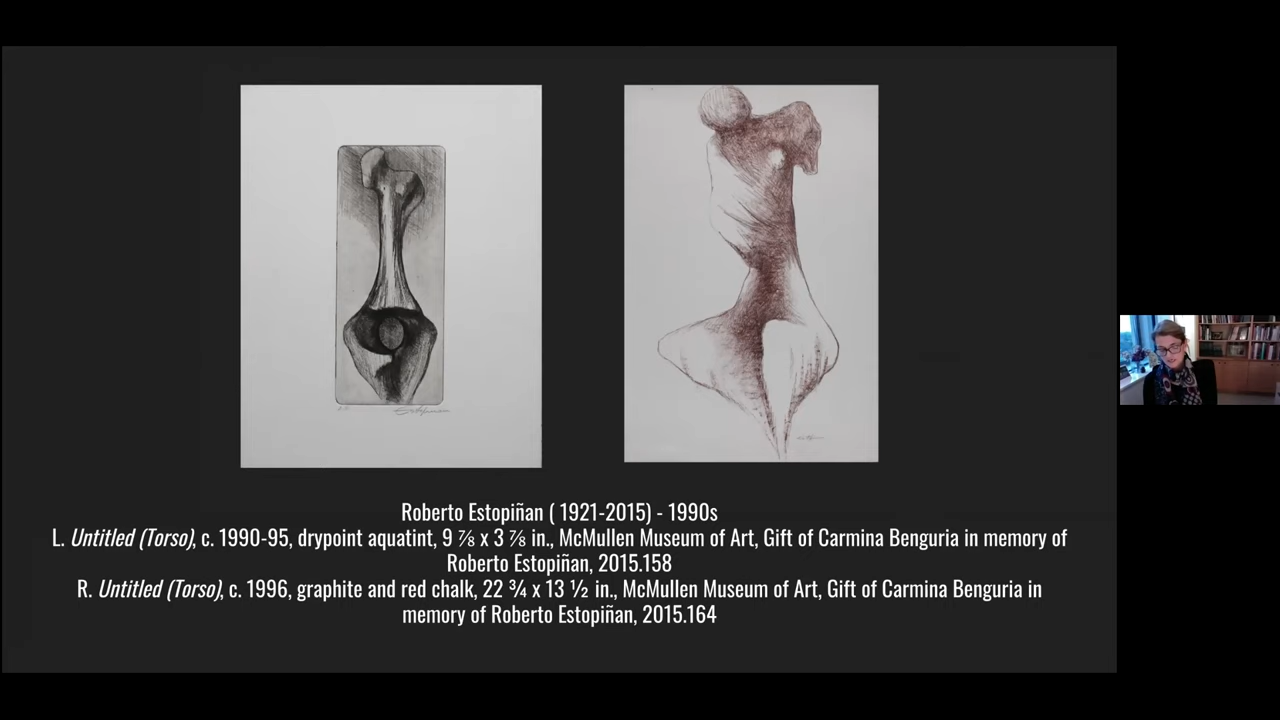 Roberto Estopiñan ( 1921-2015) - 1990s
L. Untitled (Torso), c. 1990-95, drypoint aquatint, 9 ⅞ x 3 ⅞ in., McMullen Museum of Art, Gift of Carmina Benguria in memory of
Roberto Estopiñan, 2015.158
R. Untitled (Torso), c. 1996, graphite and red chalk, 22 ¾ x 13 ½ in., McMullen Museum of Art, Gift of Carmina Benguria in
memory of Roberto Estopiñan, 2015.164